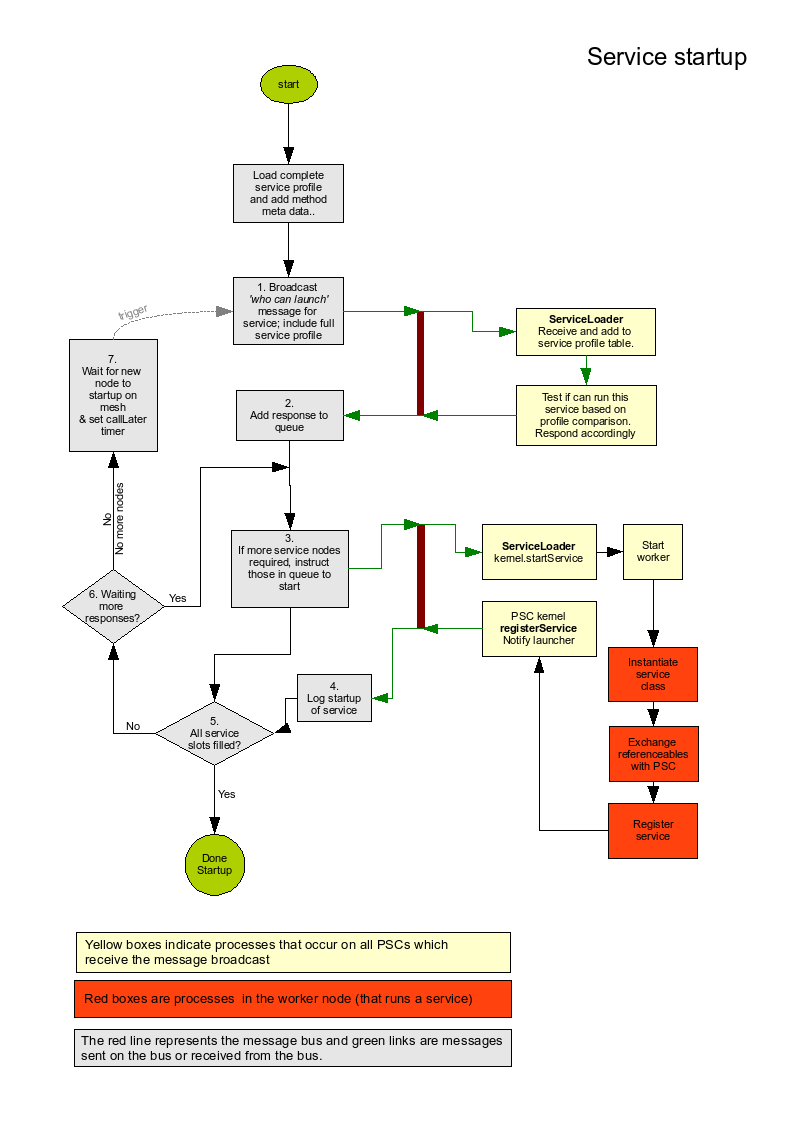 Service startup
start
Load complete
service profile
and add method
meta data..
1. Broadcast
'who can launch'
message for
service; include full
service profile
trigger
ServiceLoader
Receive and add to
service profile table.
7.
Wait for new
node to
startup on
mesh
& set callLater
timer
2.
Add response to
queue
Test if can run this
service based on
profile comparison.
Respond accordingly
No
No more nodes
3.
If more service nodes
required, instruct
those in queue to
start
ServiceLoader
kernel.startService
Start
worker
6. Waiting
more
responses?
Yes
PSC kernel
registerService
Notify launcher
Instantiate
service
class
4.
Log startup
of service
5.
All service
slots filled?
No
Exchange
referenceables
with PSC
Yes
Register
service
Done
Startup
Yellow boxes indicate processes that occur on all PSCs which
receive the message broadcast
Red boxes are processes  in the worker node (that runs a service)
The red line represents the message bus and green links are messages
sent on the bus or received from the bus.